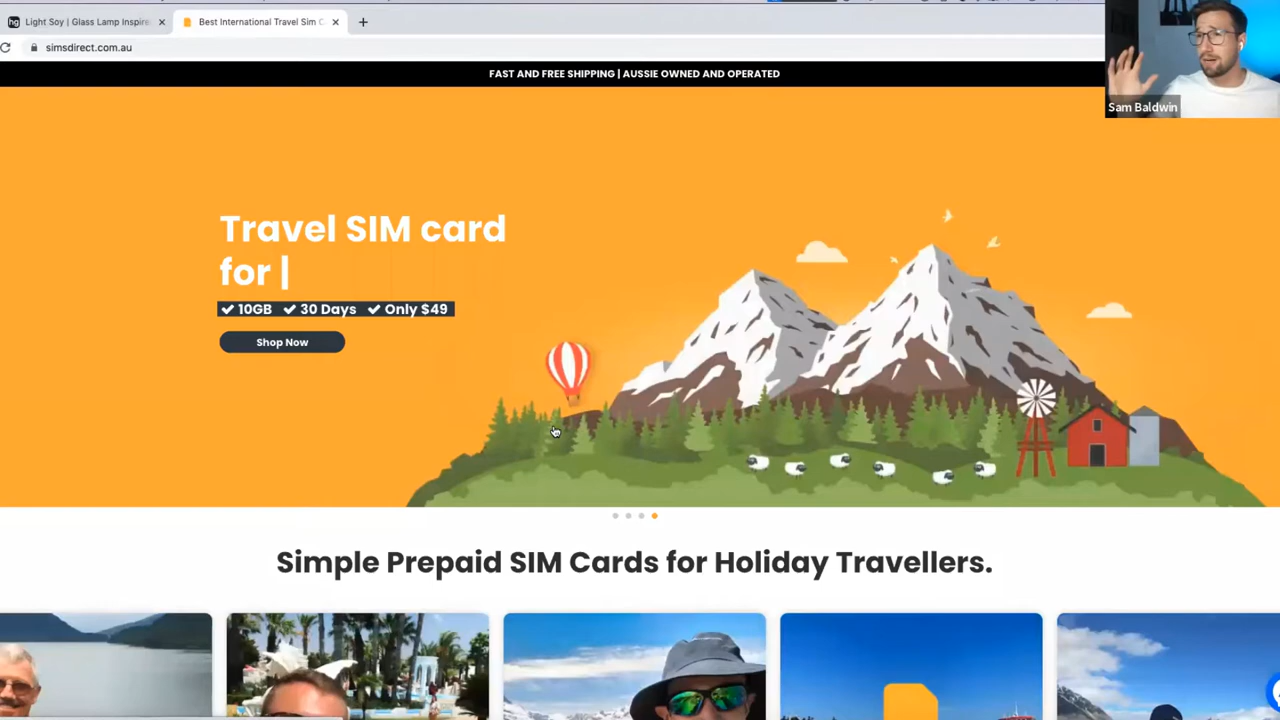 Light Soy | Glass Lamp Inspire
Best International Travel Sim C
simsdirect.com.au
FAST AND FREE SHIPPING | AUSSIE OWNED AND OPERATED
Sam Baldwin
Travel SIM card
for |
10GB 30 Days Only $49
Shop Now
Simple Prepaid SIM Cards for Holiday Travellers.